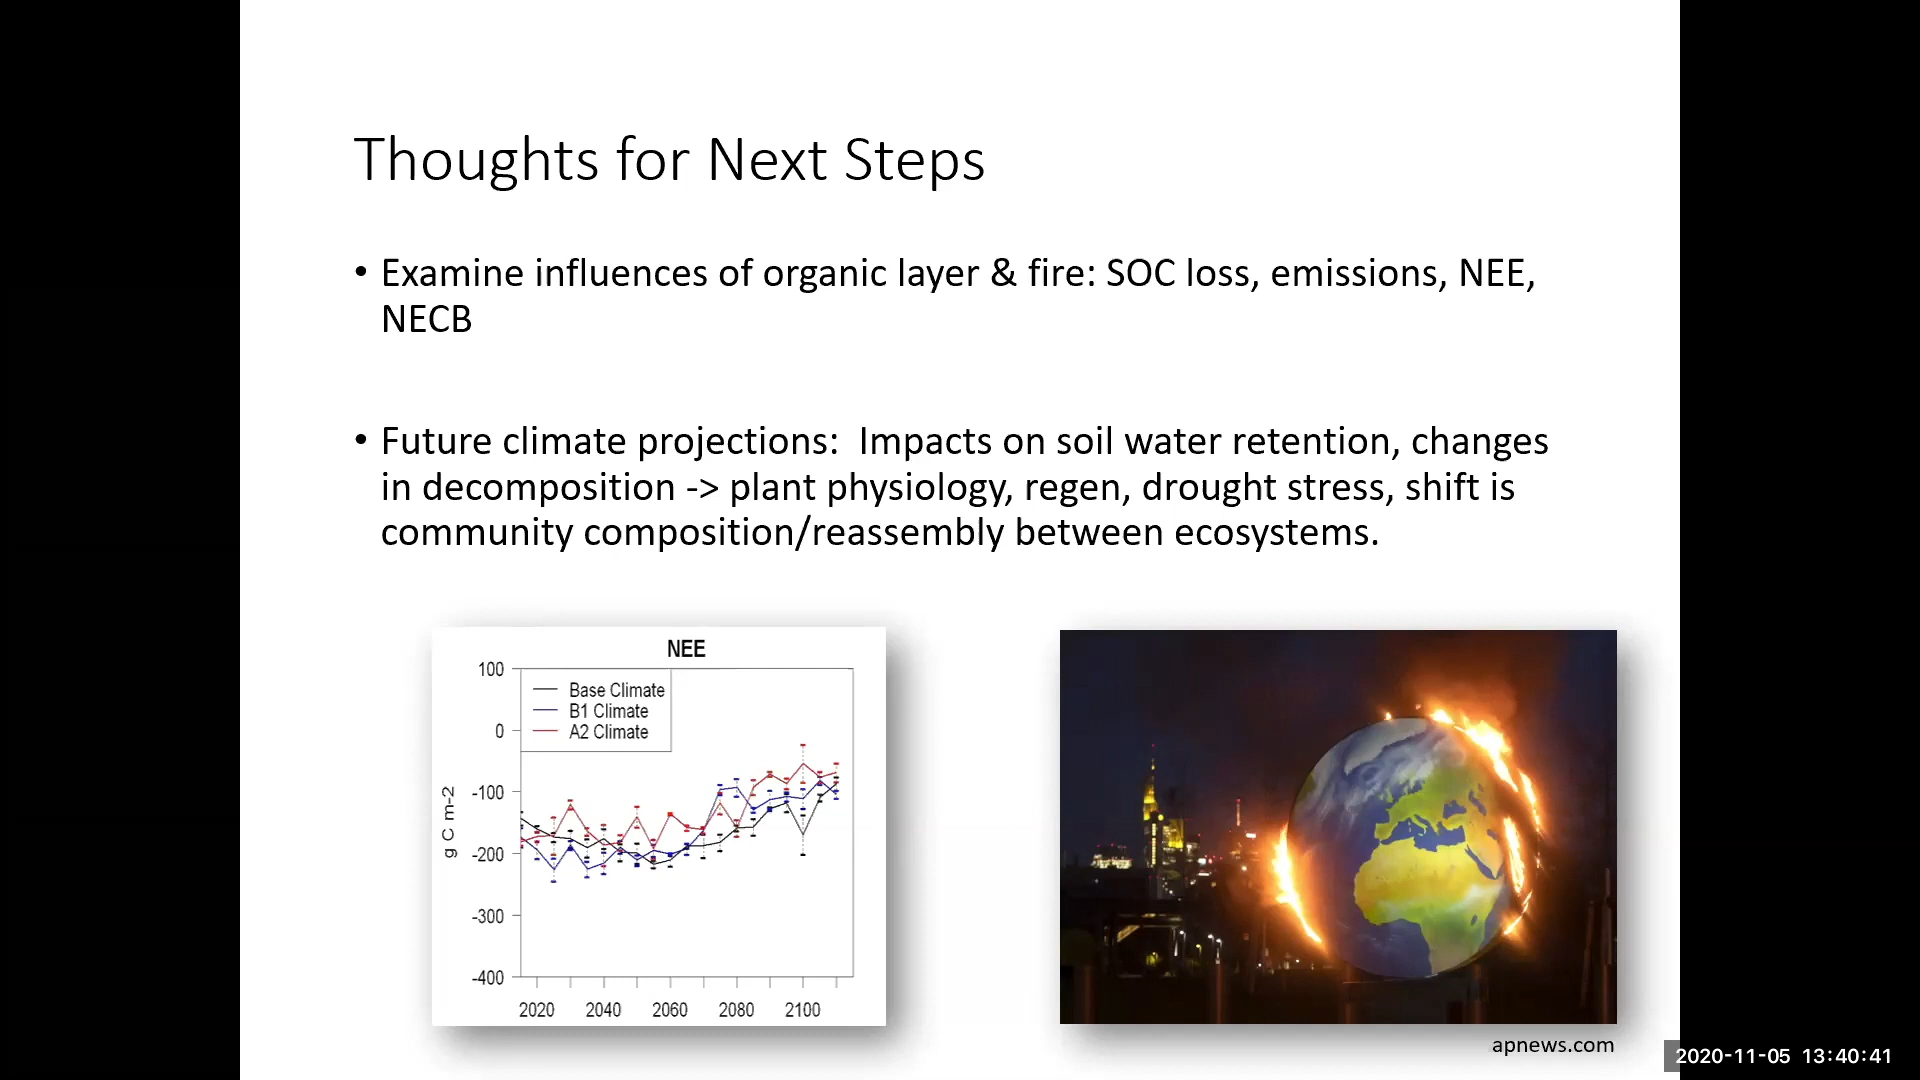 Thoughts for Next Steps
• Examine influences of organic layer & fire: SOC loss, emissions, NEE,
NECB
• Future climate projections:  Impacts on soil water retention, changes
in decomposition -> plant physiology, regen, drought stress, shift is
community composition/reassembly between ecosystems.
NEE
100
0
-100
-200
-300
-400
g C m-2
Base Climate
B1 Climate
A2 Climate
2020 2040 2060 2080 2100
apnews.com
2020-11-05 13:40:41